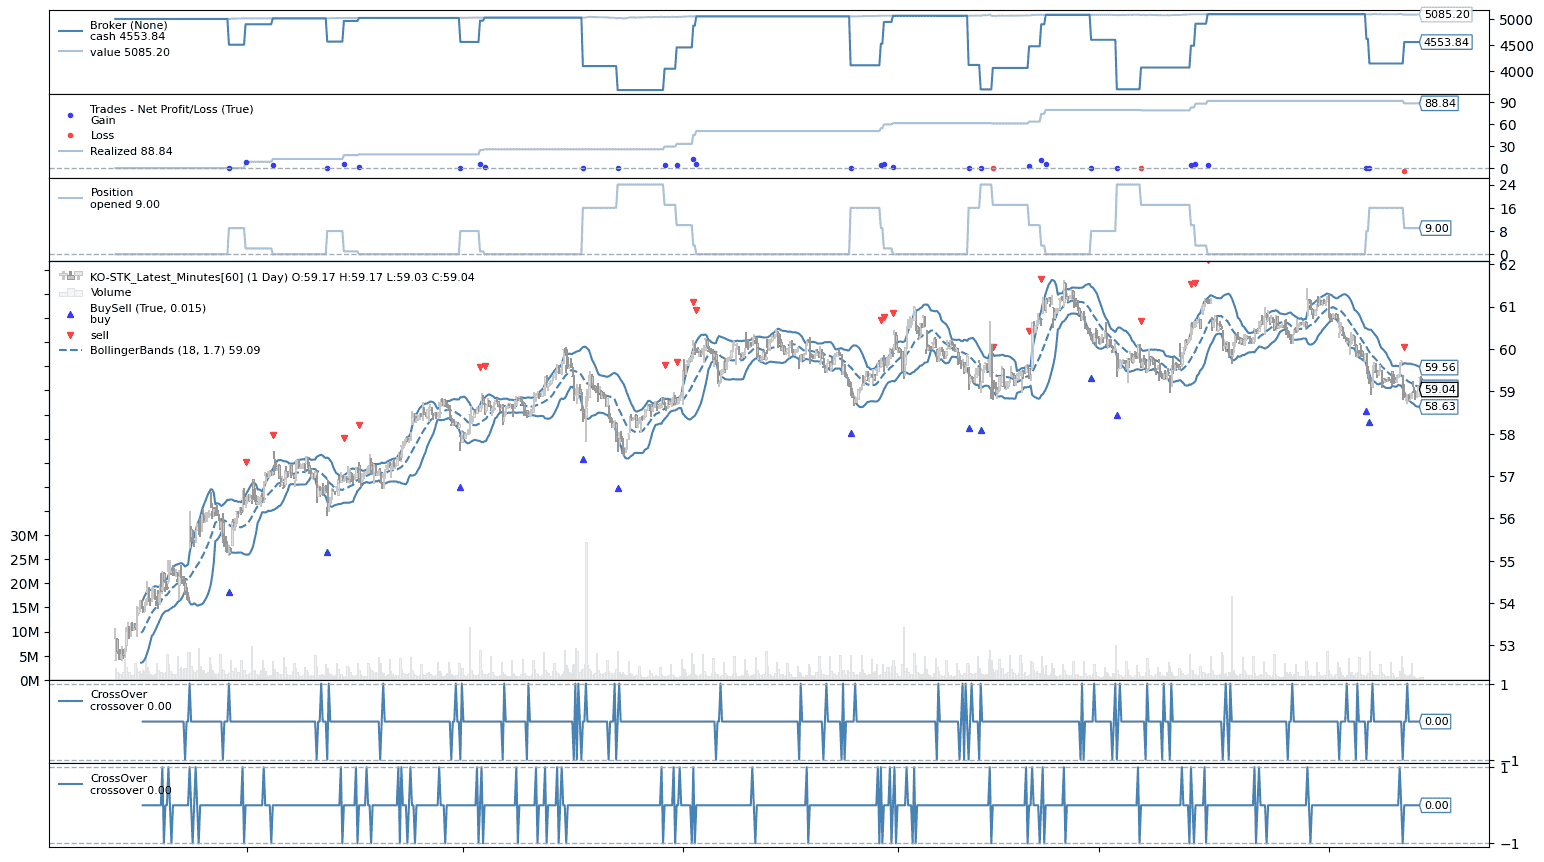 Broker (None)
cash 4553.84
value 5085.20
5085.20
4553.84
5000
4500
4000
Trades - Net Profit/Loss (True)
Gain
Loss
Realized 88.84
88.84
90
60
30
0
Position
opened 9.00
9.00
24
16
8
0
KO-STK_Latest_Minutes[60] (1 Day) O:59.17 H:59.17 L:59.03 C:59.04
Volume
BuySell (True, 0.015)
buy
sell
BollingerBands (18, 1.7) 59.09
59.56
59.04
58.63
62
61
60
59
58
57
56
55
54
53
30M
25M
20M
15M
10M
5M
0M
CrossOver
crossover 0.00
0.00
1
−1
CrossOver
crossover 0.00
0.00
1
−1